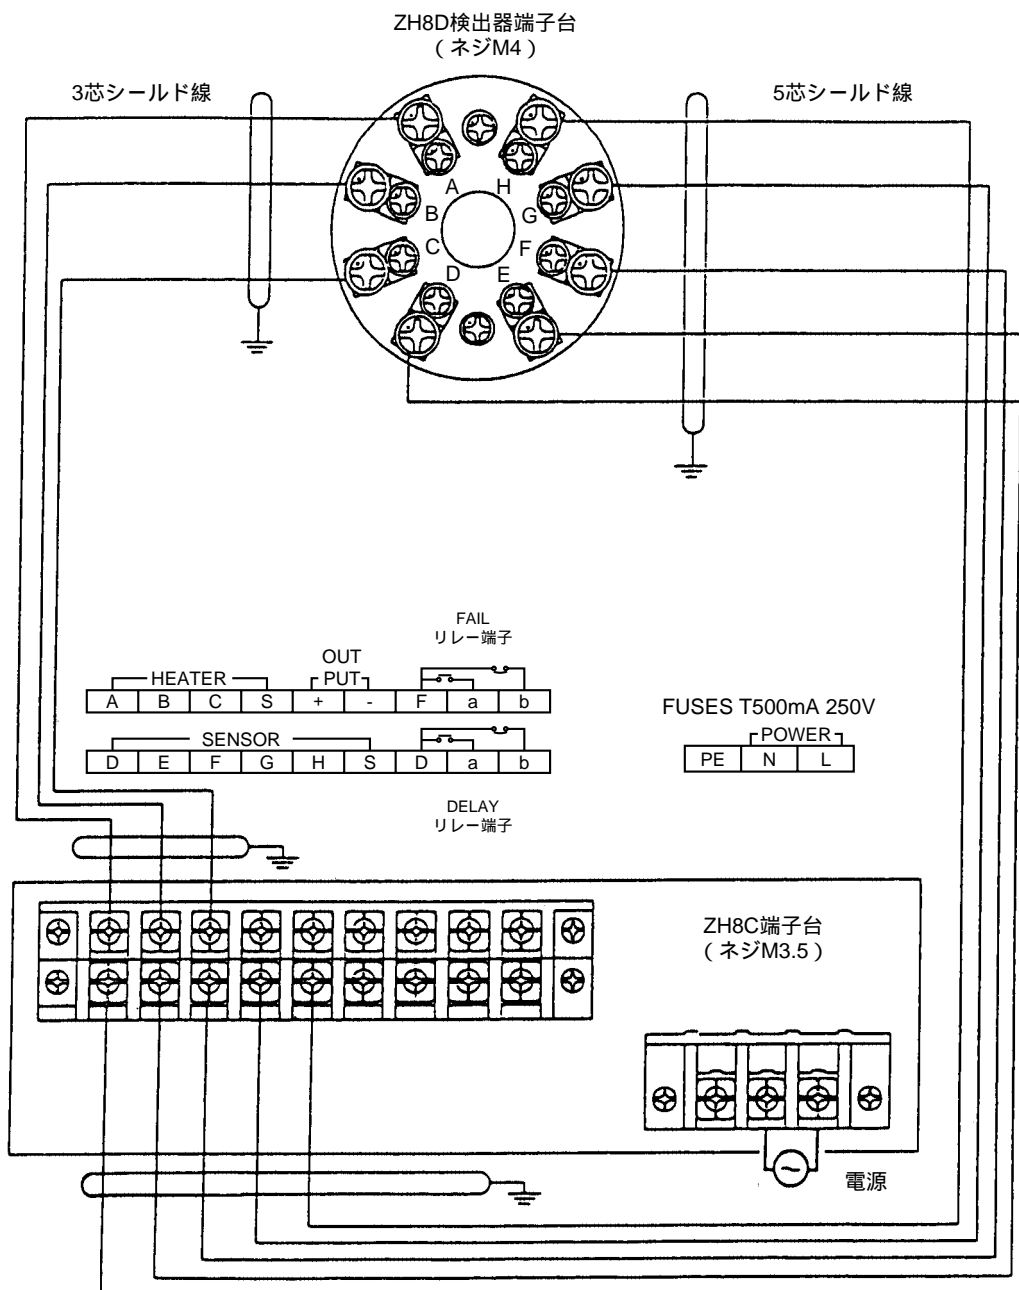 ZH8D検出器端子台
(ネジM4)
3芯シールド線
5芯シールド線
A H
B G
C F
D E
FAIL
リレー端子
OUT
HEATER PUT
A B C S + - F a b
FUSES T500mA 250V
SENSOR
D E F G H S D a b
POWER
PE N L
DELAY
リレー端子
ZH8C端子台
(ネジM3.5)
電源